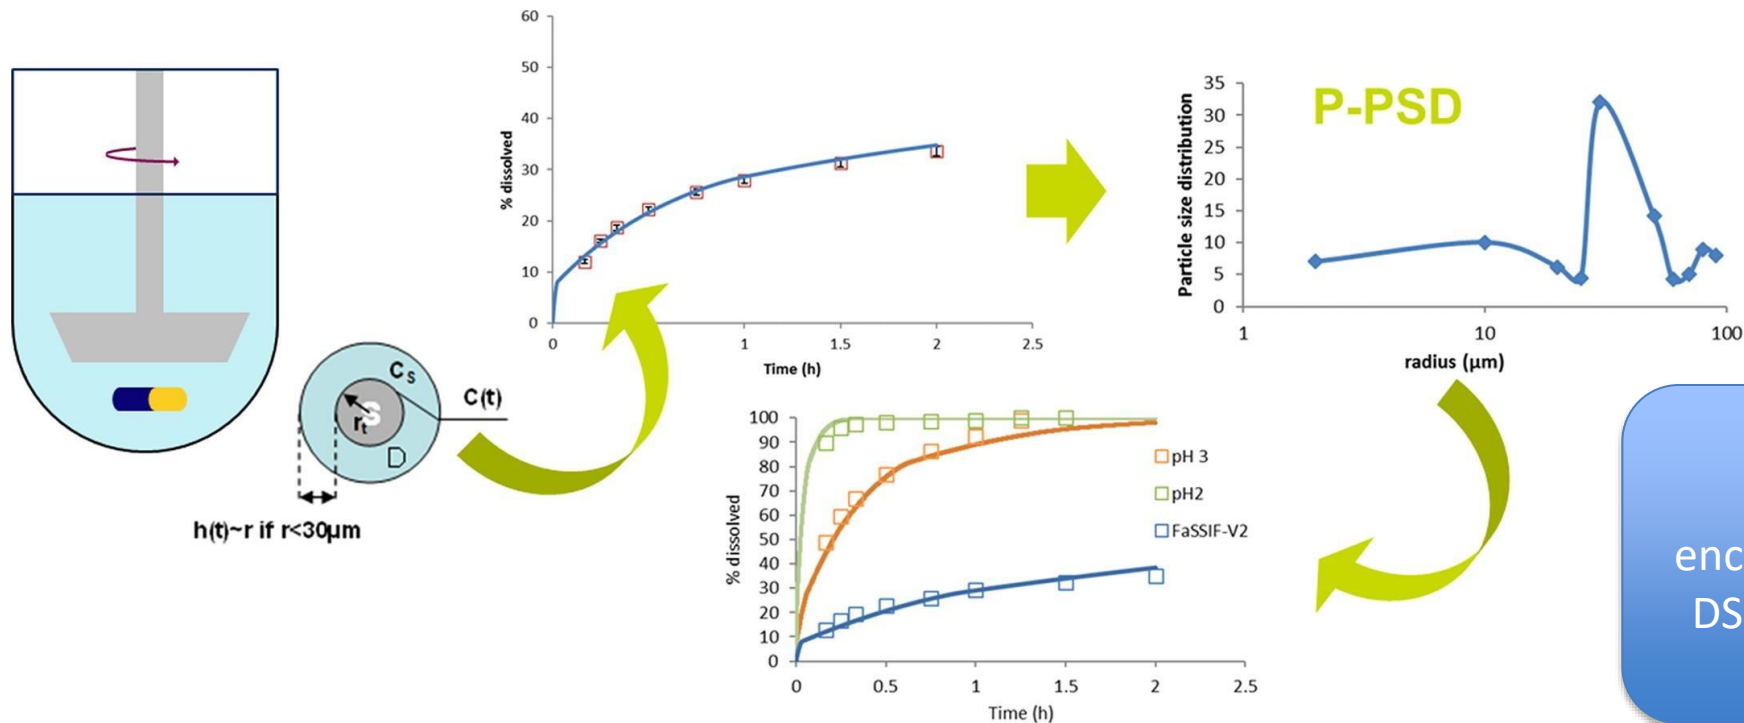 60
50
40
30
20
10
0
% dissolved
0
0.5
1
1.5
2
2.5
Time (h)
P-PSD
35
30
25
20
15
10
5
0
Particle size distribution
1
10
100
radius (µm)
Cs
C(t)
S
rt
D
h(t)~r if r<30µm
100
90
80
70
60
50
40
30
20
10
0
% dissolved
0
0.5
1
1.5
2
2.5
Time (h)
pH 3
pH2
FaSSIF-V2
enc
DS